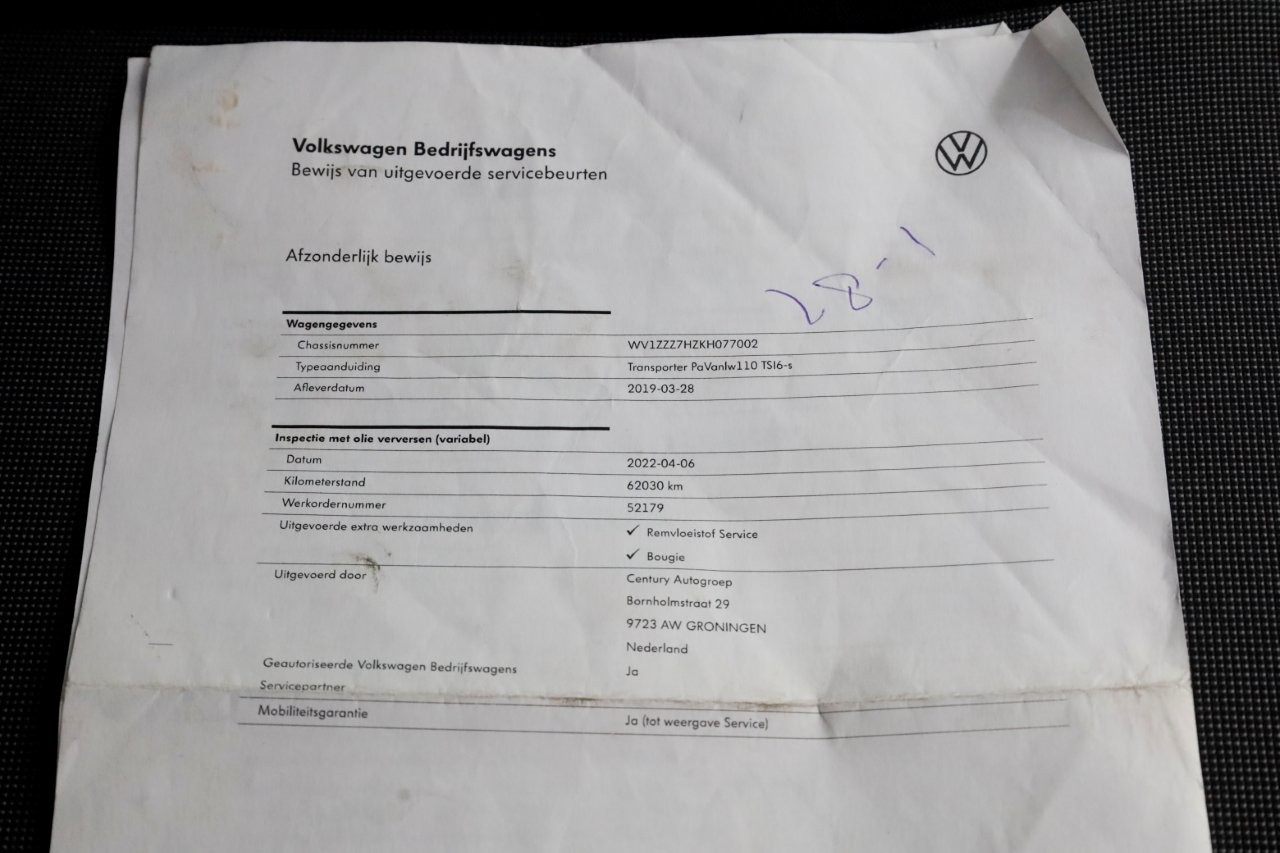 Volkswagen Bedrijfswagens
Bewijs van uitgevoerde servicebeurten
Afzonderlijk bewijs
28-1
Wagengegevens
Chassisnummer WV1ZZZ7HZKH077002
Typeaanduiding Transporter PaVanlw110 TSI6-s
Afleverdatum 2019-03-28
Inspectie met olie verversen (variabel)
Datum 2022-04-06
Kilometerstand 62030 km
Werkordernummer 52179
Uitgevoerde extra werkzaamheden ✓ Remvloeistof Service
✓ Bougie
Uitgevoerd door Century Autogroep
Bornholmstraat 29
9723 AW GRONINGEN
Nederland
Geautoriseerde Volkswagen Bedrijfswagens Ja
Servicepartner
Mobiliteitsgarantie Ja (tot weergave Service)